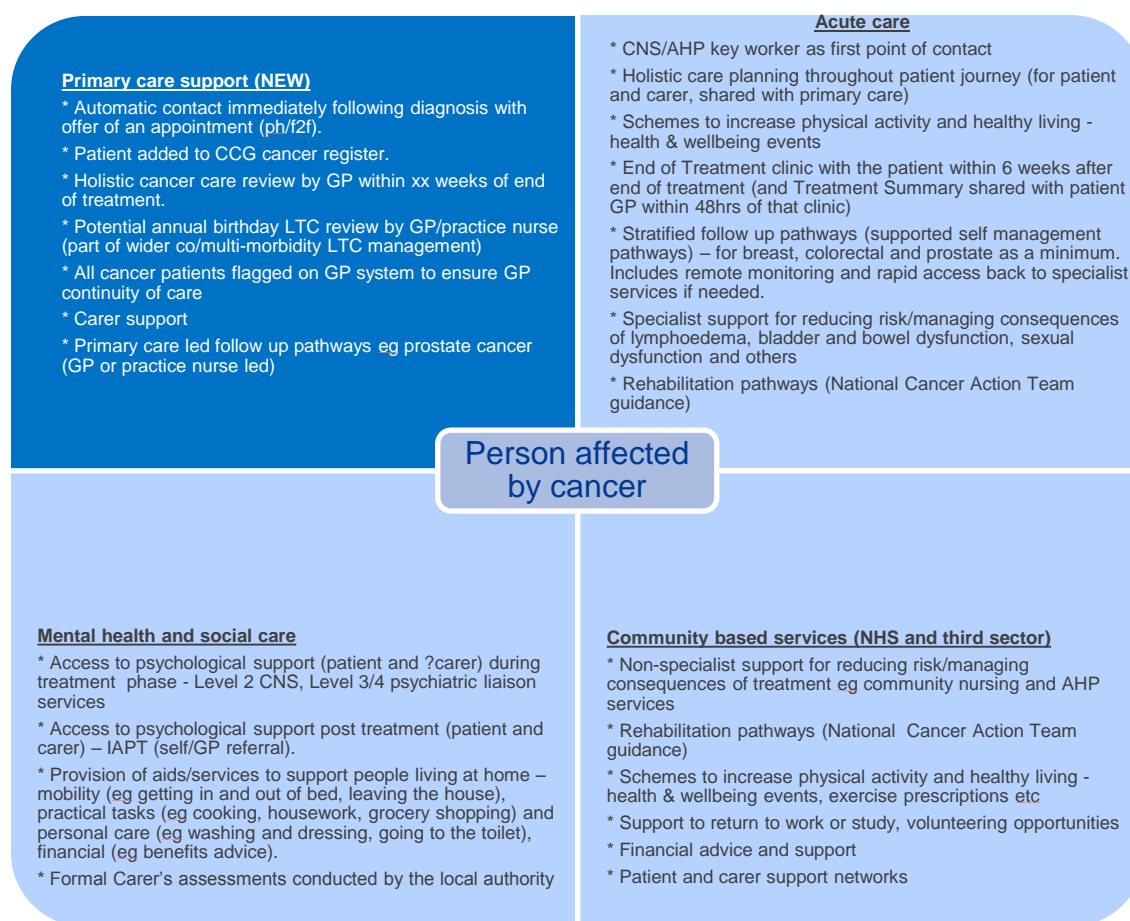 Primary care support (NEW)
* Automatic contact immediately following diagnosis with
offer of an appointment (ph/f2f).
* Patient added to CCG cancer register.
* Holistic cancer care review by GP within xx weeks of end
of treatment.
* Potential annual birthday LTC review by GP/practice nurse
(part of wider co/multi-morbidity LTC management)
* All cancer patients flagged on GP system to ensure GP
continuity of care
* Carer support
* Primary care led follow up pathways eg prostate cancer
(GP or practice nurse led)
Acute care
* CNS/AHP key worker as first point of contact
* Holistic care planning throughout patient journey (for patient
and carer, shared with primary care)
* Schemes to increase physical activity and healthy living -
health & wellbeing events
* End of Treatment clinic with the patient within 6 weeks after
end of treatment (and Treatment Summary shared with patient
GP within 48hrs of that clinic)
* Stratified follow up pathways (supported self management
pathways) – for breast, colorectal and prostate as a minimum.
Includes remote monitoring and rapid access back to specialist
services if needed.
* Specialist support for reducing risk/managing consequences
of lymphoedema, bladder and bowel dysfunction, sexual
dysfunction and others
* Rehabilitation pathways (National Cancer Action Team
guidance)
Person affected
by cancer
Mental health and social care
* Access to psychological support (patient and ?carer) during
treatment phase - Level 2 CNS, Level 3/4 psychiatric liaison
services
* Access to psychological support post treatment (patient and
carer) – IAPT (self/GP referral).
* Provision of aids/services to support people living at home –
mobility (eg getting in and out of bed, leaving the house),
practical tasks (eg cooking, housework, grocery shopping) and
personal care (eg washing and dressing, going to the toilet),
financial (eg benefits advice).
* Formal Carer's assessments conducted by the local authority
Community based services (NHS and third sector)
* Non-specialist support for reducing risk/managing
consequences of treatment eg community nursing and AHP
services
* Rehabilitation pathways (National Cancer Action Team
guidance)
* Schemes to increase physical activity and healthy living -
health & wellbeing events, exercise prescriptions etc
* Support to return to work or study, volunteering opportunities
* Financial advice and support
* Patient and carer support networks